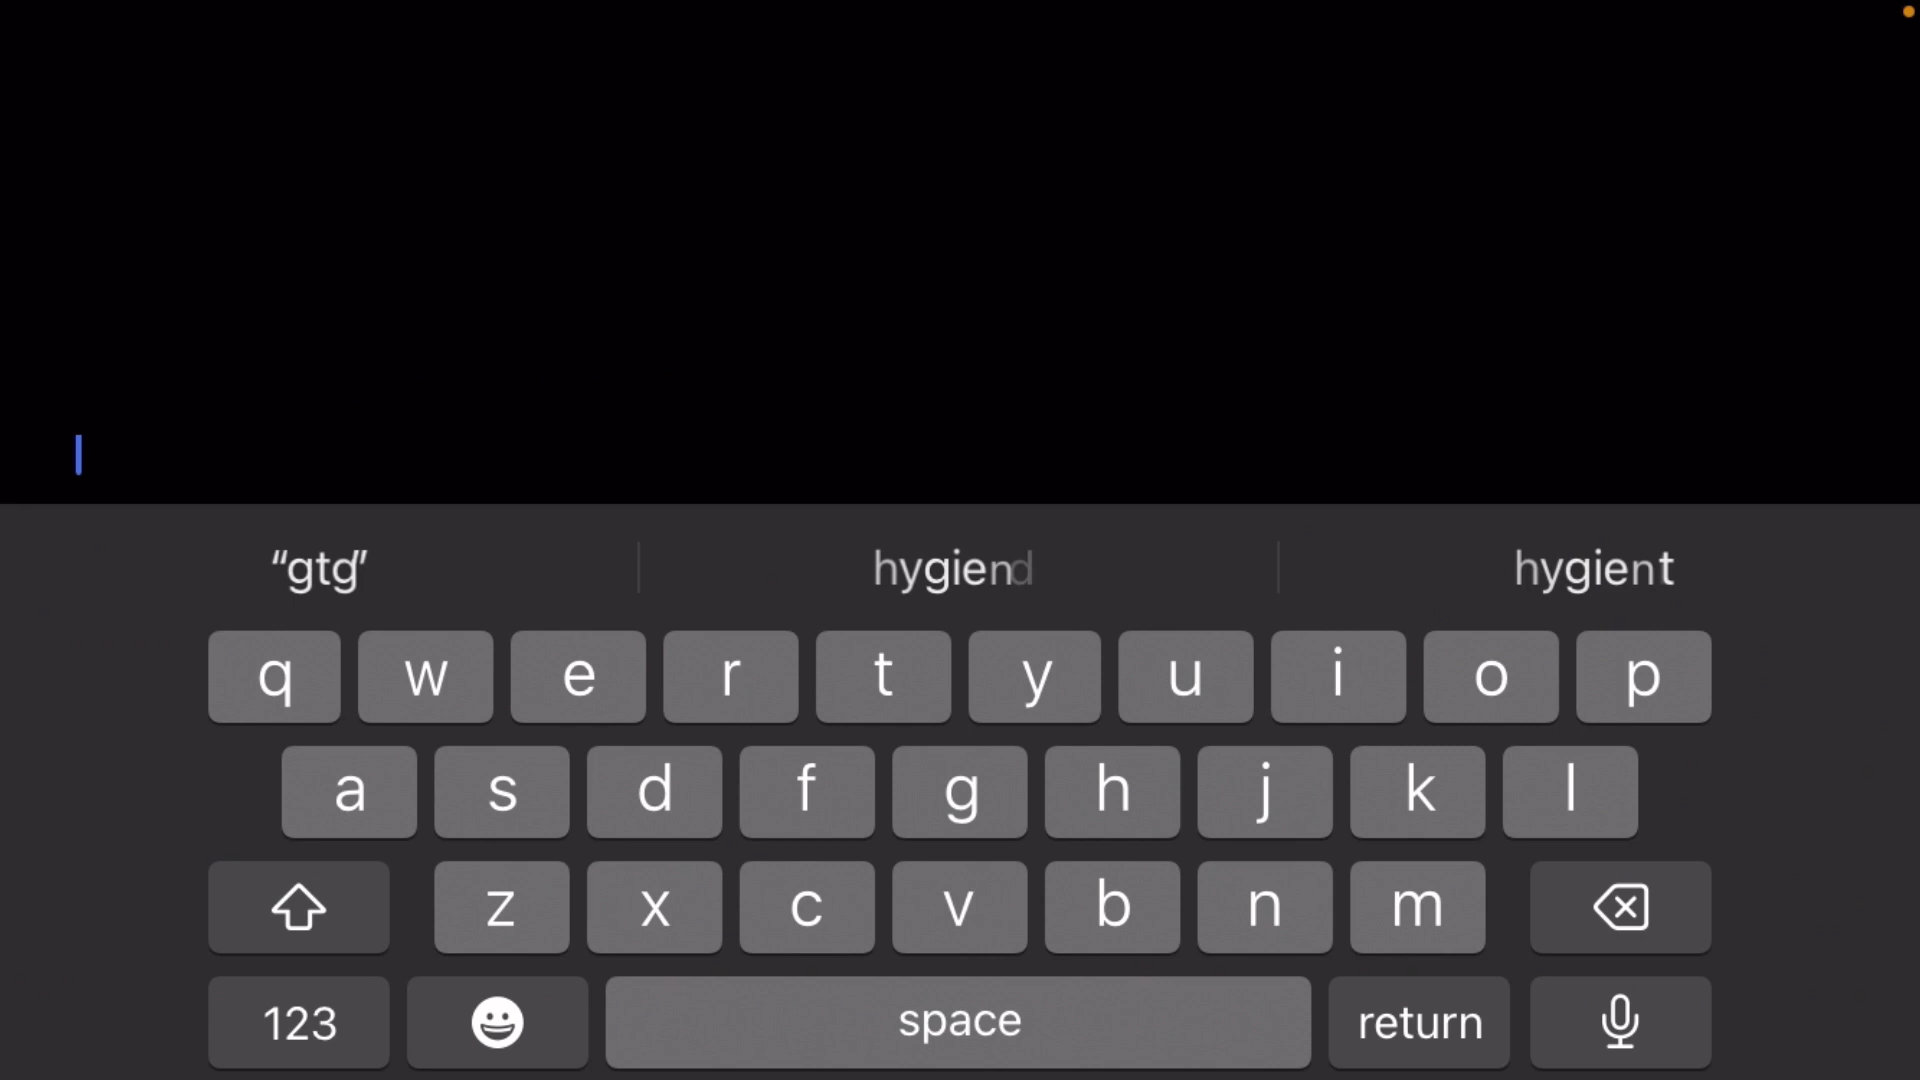 “gtg” hygiend hygient
q w e r t y u i o p
a s d f g h j k l
z x c v b n m
123 space return